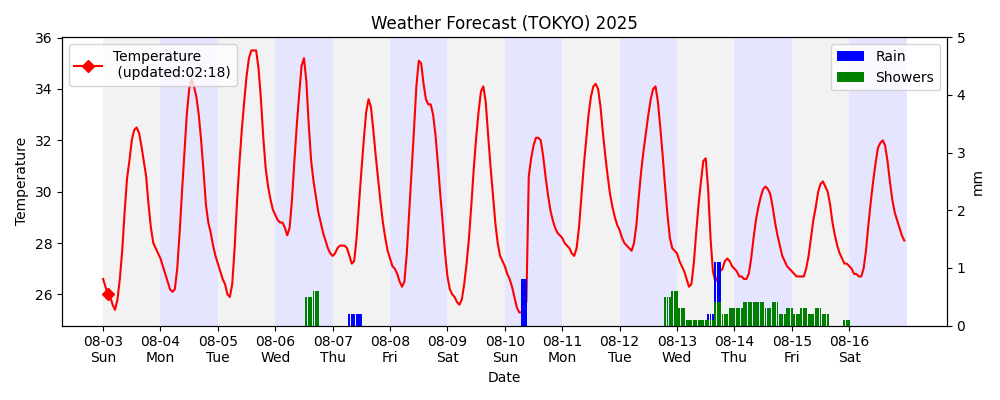 Weather Forecast (TOKYO) 2025
Temperature
(updated:02:18)
Rain
Showers
Temperature
36
34
32
30
28
26
5
4
3
2
1
0
mm
08-03 08-04 08-05 08-06 08-07 08-08 08-09 08-10 08-11 08-12 08-13 08-14 08-15 08-16
Sun Mon Tue Wed Thu Fri Sat Sun Mon Tue Wed Thu Fri Sat
Date